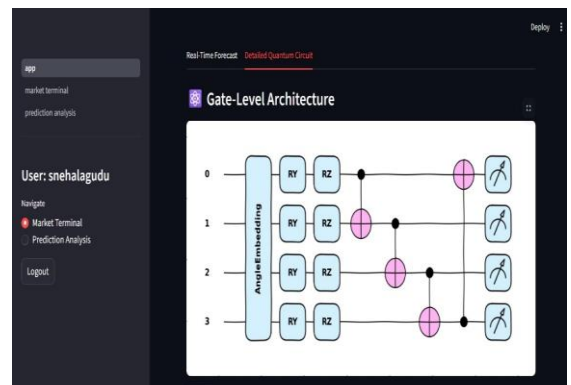 Deploy
app
market terminal
prediction analysis
User: snehalagudu
Navigate
Market Terminal
Prediction Analysis
Logout
Real-Time Forecast Detailed Quantum Circuit
Gate-Level Architecture
AngleEmbedding
0 RY RZ
1 RY RZ
2 RY RZ
3 RY RZ